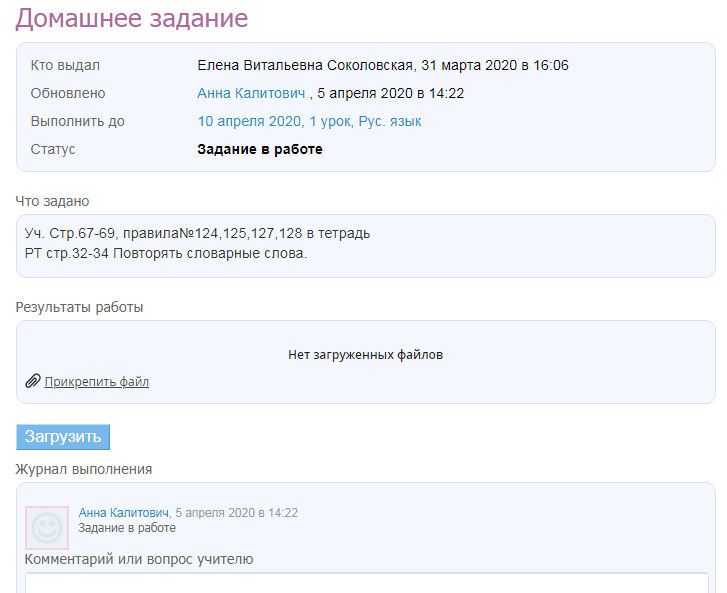 Домашнее задание
Кто выдал Елена Витальевна Соколовская, 31 марта 2020 в 16:06
Обновлено Анна Калитович , 5 апреля 2020 в 14:22
Выполнить до 10 апреля 2020, 1 урок, Рус. язык
Статус Задание в работе
Что задано
Уч. Стр.67-69, правила№124,125,127,128 в тетрадь
РТ стр.32-34 Повторять словарные слова.
Результаты работы
Нет загруженных файлов
Прикрепить файл
Загрузить
Журнал выполнения
Анна Калитович, 5 апреля 2020 в 14:22
Задание в работе
Комментарий или вопрос учителю